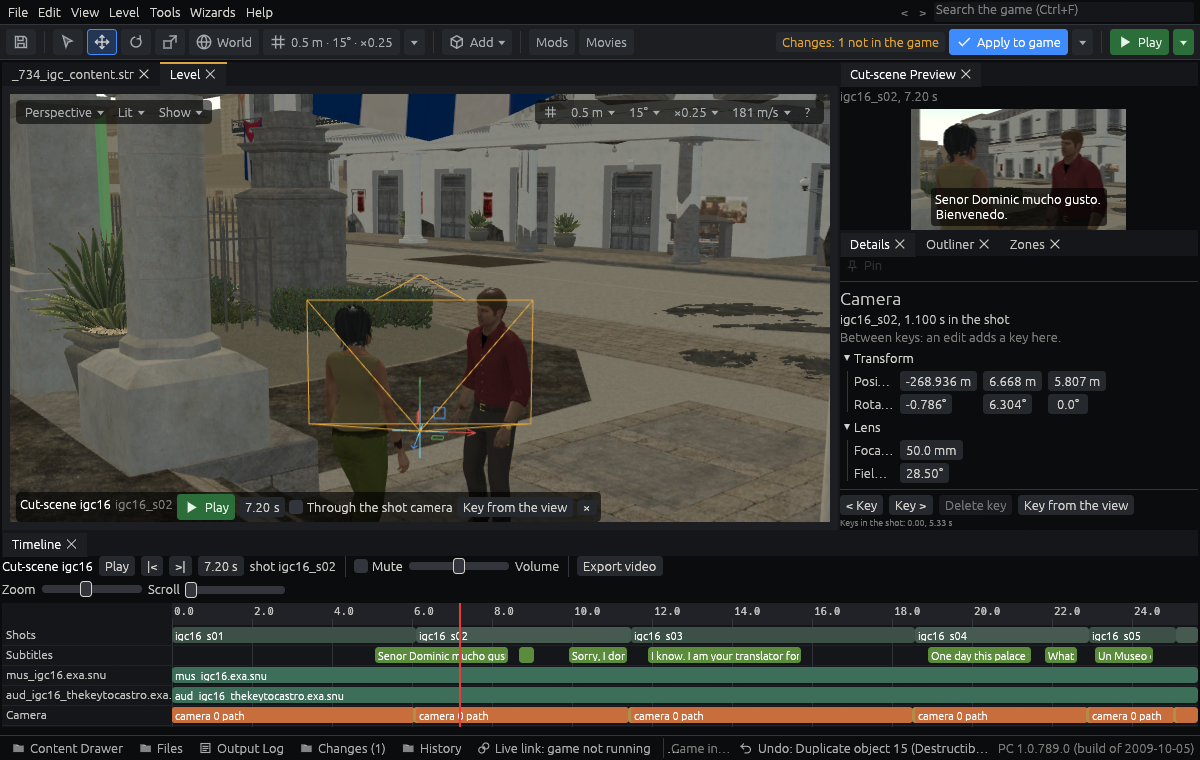 File Edit View Level Tools Wizards Help
< > Search the game (Ctrl+F)
World 0.5 m · 15° · ×0.25 Add Mods Movies Changes: 1 not in the game Apply to game Play
_734_igc_content.str Level
Cut-scene Preview
Perspective Lit Show 0.5 m 15° ×0.25 181 m/s ?
igc16_s02, 7.20 s
Senor Dominic mucho gusto.
Bienvenedo.
Details Outliner Zones
Pin
Camera
igc16_s02, 1.100 s in the shot
Between keys: an edit adds a key here.
Transform
Posi... -268.936 m 6.668 m 5.807 m
Rota... -0.786° 6.304° 0.0°
Lens
Foca... 50.0 mm
Fiel... 28.50°
< Key Key > Delete key Key from the view
Keys in the shot: 0.00, 5.33 s
Cut-scene igc16 igc16_s02 Play 7.20 s Through the shot camera Key from the view ×
Timeline
Cut-scene igc16 Play |< >| 7.20 s shot igc16_s02 Mute Volume Export video
Zoom Scroll
0.0 2.0 4.0 6.0 8.0 10.0 12.0 14.0 16.0 18.0 20.0 22.0 24.0
Shots igc16_s01 igc16_s02 igc16_s03 igc16_s04 igc16_s05
Subtitles Senor Dominic mucho gus Sorry, I dor I know. I am your translator for One day this palace What Un Museo
mus_igc16.exa.snu mus_igc16.exa.snu
aud_igc16_thekeytocastro.exa. aud_igc16_thekeytocastro.exa.snu
Camera camera 0 path camera 0 path camera 0 path camera 0 path camera 0 path
Content Drawer Files Output Log Changes (1) History Live link: game not running .Game in... Undo: Duplicate object 15 (Destructib... PC 1.0.789.0 (build of 2009-10-05)